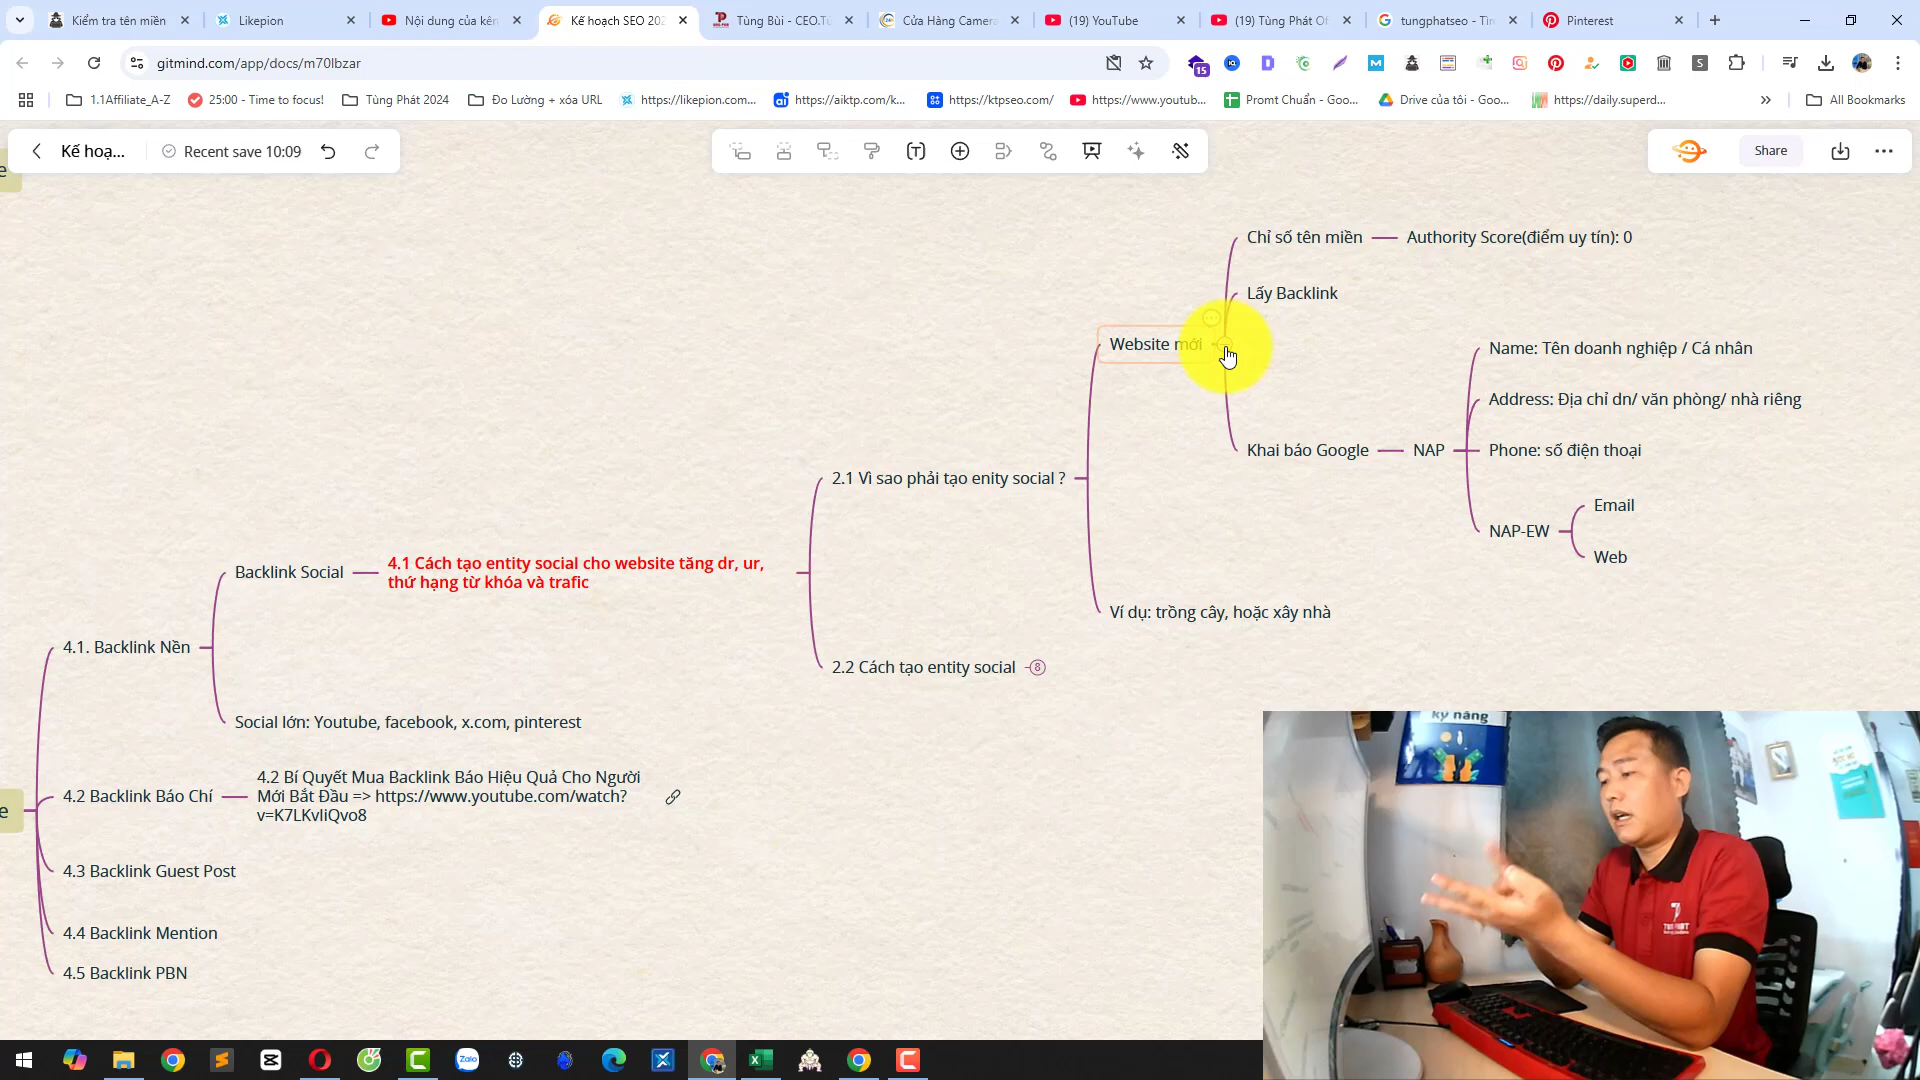 Kiểm tra tên miền
Likepion
Nội dung của kên
Kế hoạch SEO 202
Tùng Bùi - CEO.Tù
Cửa Hàng Camera
(19) YouTube
(19) Tùng Phát Of
tungphatseo - Tìn
Pinterest
gitmind.com/app/docs/m70lbzar
15
1.1Affiliate_A-Z
25:00 - Time to focus!
Tùng Phát 2024
Đo Lường + xóa URL
https://likepion.com...
https://aiktp.com/k...
https://ktpseo.com/
https://www.youtub...
Promt Chuẩn - Goo...
Drive của tôi - Goo...
https://daily.superd...
All Bookmarks
Kế hoạ...
Recent save 10:09
Share
Chỉ số tên miền
Authority Score(điểm uy tín): 0
Lấy Backlink
Website mới
Name: Tên doanh nghiệp / Cá nhân
Address: Địa chỉ dn/ văn phòng/ nhà riêng
Khai báo Google
NAP
Phone: số điện thoại
2.1 Vì sao phải tạo enity social ?
Email
NAP-EW
Web
Backlink Social
4.1 Cách tạo entity social cho website tăng dr, ur,
thứ hạng từ khóa và trafic
Ví dụ: trồng cây, hoặc xây nhà
4.1. Backlink Nền
2.2 Cách tạo entity social
8
Social lớn: Youtube, facebook, x.com, pinterest
4.2 Backlink Báo Chí
4.2 Bí Quyết Mua Backlink Báo Hiệu Quả Cho Người
Mới Bắt Đầu => https://www.youtube.com/watch?
v=K7LKvliQvo8
e
e
4.3 Backlink Guest Post
4.4 Backlink Mention
4.5 Backlink PBN
kỹ năng
Zalo